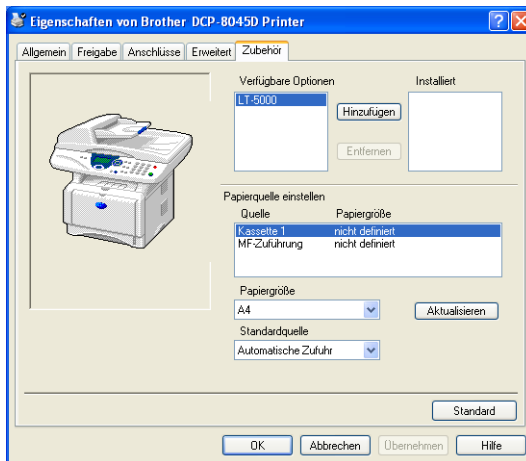 Eigenschaften von Brother DCP-8045D Printer
Allgemein Freigabe Anschlüsse Erweitert Zubehör
Verfügbare Optionen Installiert
LT-5000
Hinzufügen
Entfernen
Papierquelle einstellen
Quelle Papiergröße
Kassette 1 nicht definiert
MF-Zuführung nicht definiert
Papiergröße
A4 Aktualisieren
Standardquelle
Automatische Zufuhr
Standard
OK Abbrechen Übernehmen Hilfe